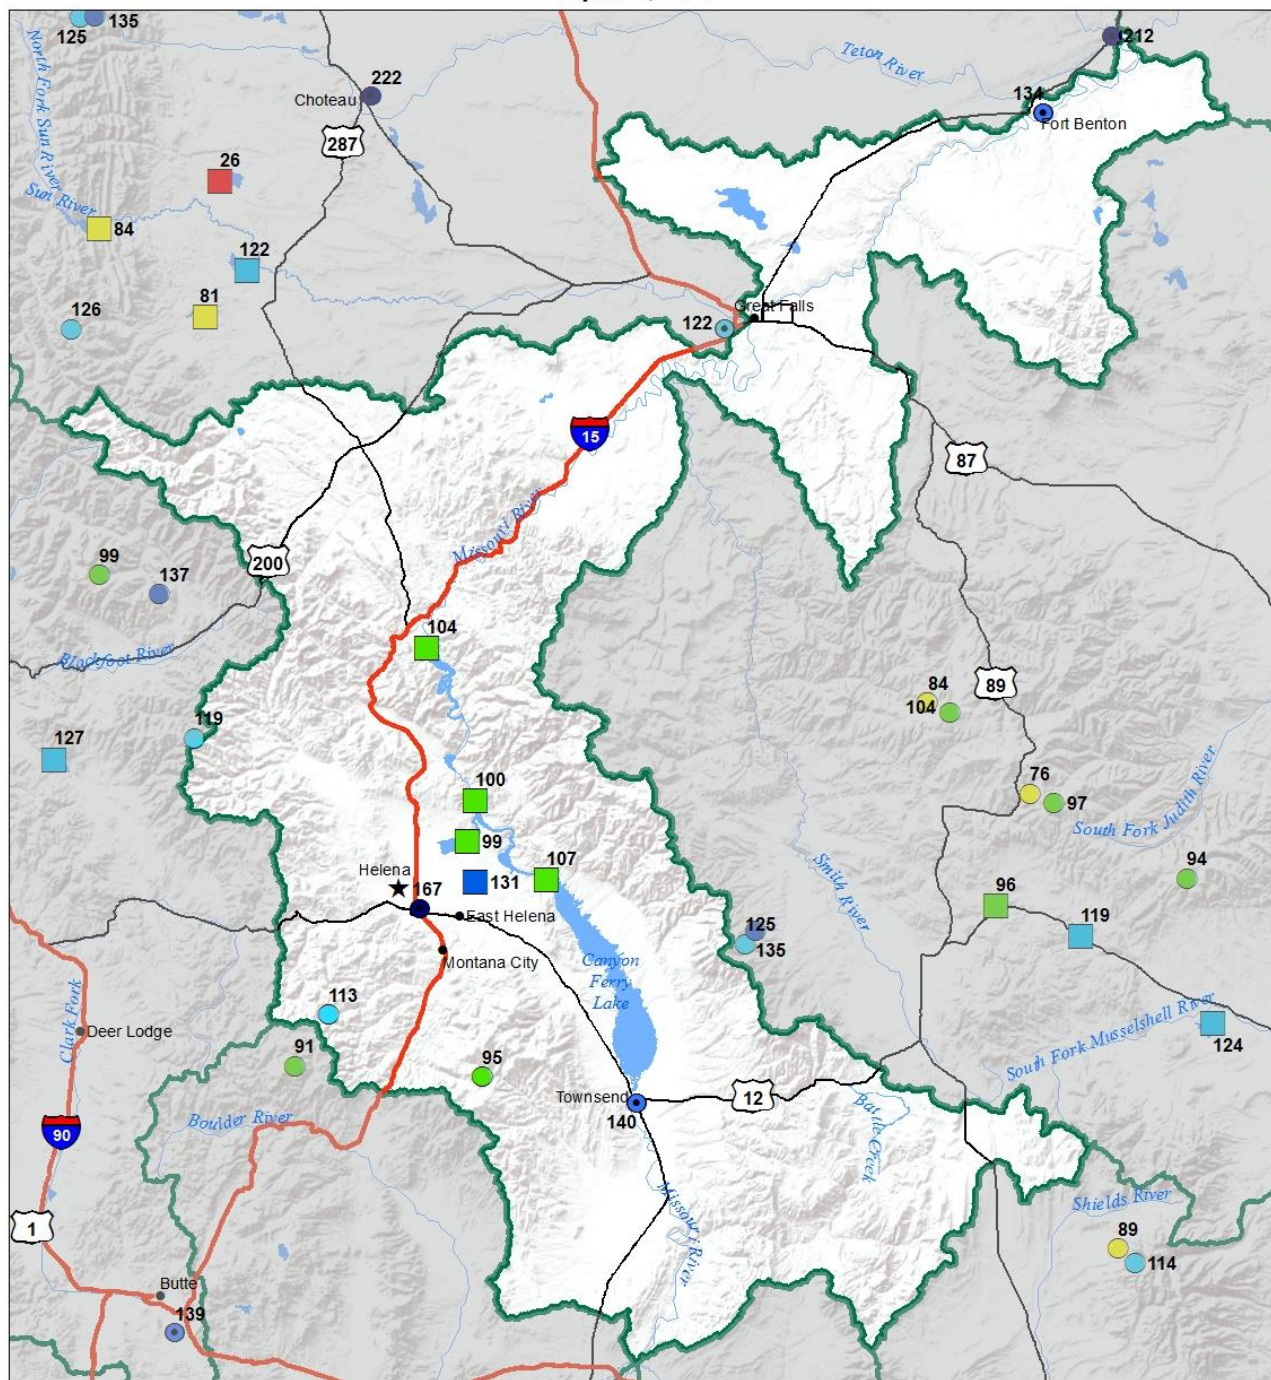 125
135
North Fork Sun River
Sun River
222
Choteau
287
Teton River
212
134
Fort Benton
26
84
122
81
126
Great Falls
122
15
87
Missouri River
200
99
137
Blackfoot River
104
119
127
84
104
89
76
97
South Fork Judith River
100
99
107
Helena
131
167
East Helena
Montana City
Smith River
94
96
119
125
135
Canyon
Ferry
Lake
Clark Fork
Deer Lodge
113
91
95
South Fork Musselshell River
124
Townsend
140
12
Battle Creek
Boulder River
90
1
Missouri River
Shields River
89
114
Butte
139